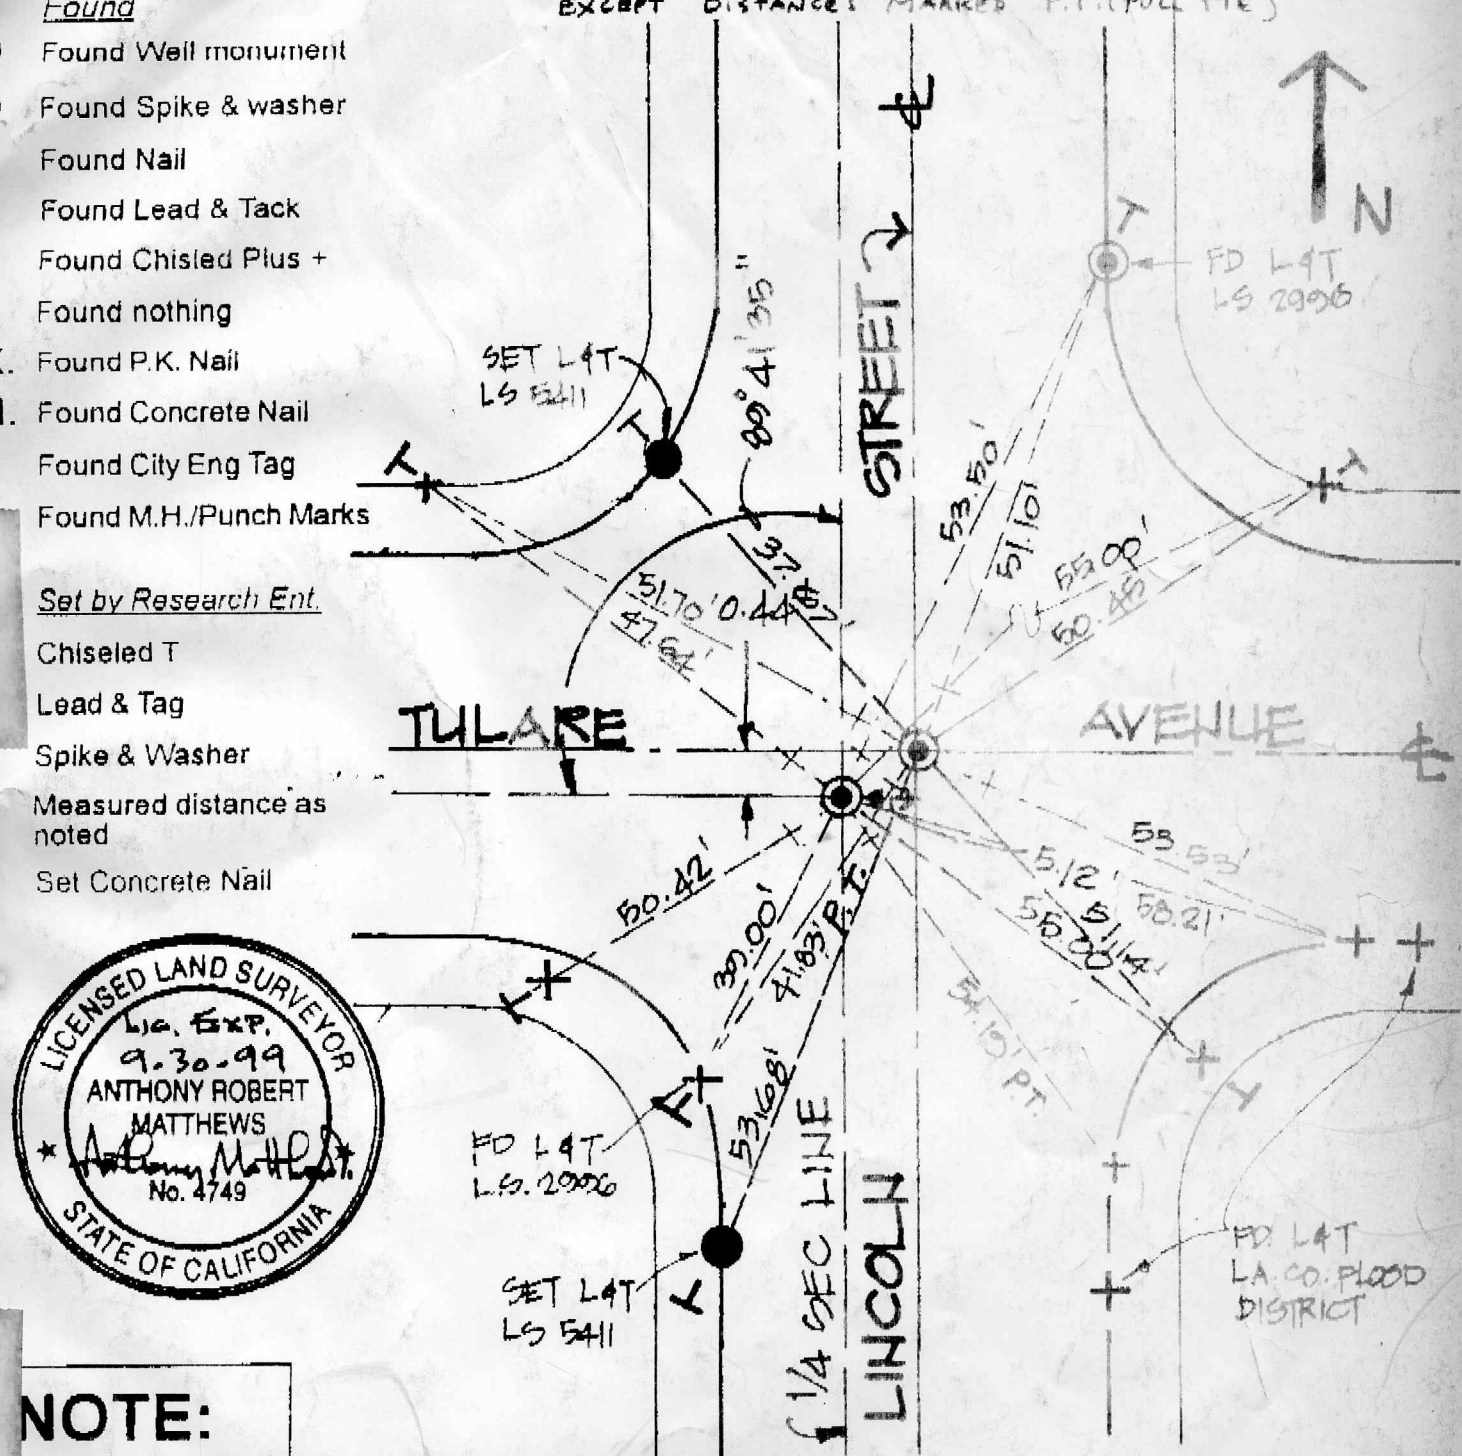 Found
EXCEPT DISTANCES MARKED P.T. (PULL TIE)
Found Well monument
Found Spike & washer
Found Nail
Found Lead & Tack
Found Chisled Plus +
Found nothing
Found P.K. Nail
Found Concrete Nail
Found City Eng Tag
Found M.H./Punch Marks
Set by Research Ent.
Chiseled T
Lead & Tag
Spike & Washer
Measured distance as
noted
Set Concrete Nail
LICENSED LAND SURVEYOR
LIC. EXP.
9-30-99
ANTHONY ROBERT
MATTHEWS
No. 4749
STATE OF CALIFORNIA
NOTE:
N
FD L&T
LS 2996
SET L&T
LS 5411
T
T
T
T
89° 41' 35"
STREET
53.50'
51.10'
55.00'
50.45'
37.
51.70'
0.44'
47.64'
TULARE
AVENUE
50.42'
39.00'
41.83' P.T.
53.68'
53.53'
5.12'
58.21'
51.14'
55.00'
54.19' P.T.
FD L&T
LS. 2996
SET L&T
LS 5411
1/4 SEC LINE
LINCOLN
FD. L&T
L.A. CO. FLOOD
DISTRICT